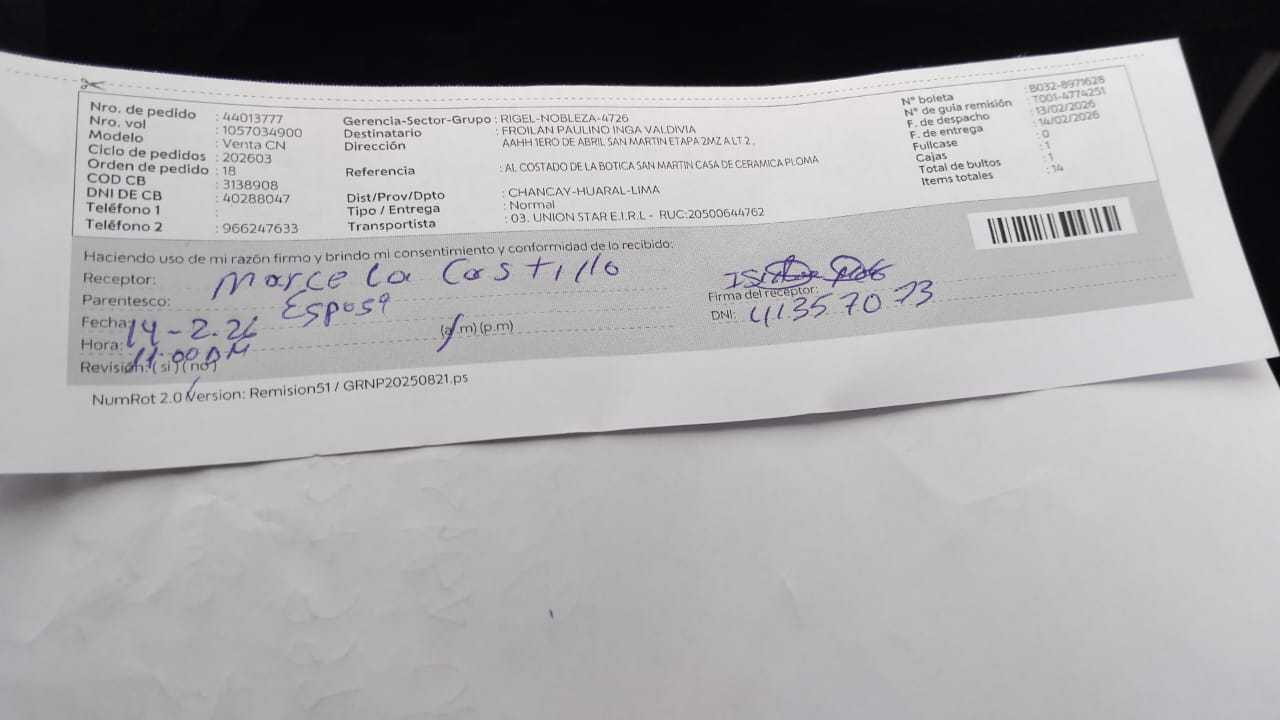 Nro. de pedido : 44013777
Nro. vol : 1057034900
Modelo : Venta CN
Ciclo de pedidos : 202603
Orden de pedido : 18
COD CB : 3138908
DNI DE CB : 40288047
Teléfono 1 :
Teléfono 2 : 966247633
Gerencia-Sector-Grupo : RIGEL-NOBLEZA-4726
Destinatario : FROILAN PAULINO INGA VALDIVIA
Dirección AAHH 1ERO DE ABRIL SAN MARTIN ETAPA 2MZ A LT 2 ,
Referencia : AL COSTADO DE LA BOTICA SAN MARTIN CASA DE CERAMICA PLOMA
Dist/Prov/Dpto : CHANCAY-HUARAL-LIMA
Tipo / Entrega : Normal
Transportista : 03. UNION STAR E.I.R.L - RUC:20500644762
N° boleta : B032-8971628
N° de guía remisión : T001-4774251
F. de despacho : 13/02/2026
F. de entrega : 14/02/2026
Fullcase : 0
Cajas : 1
Total de bultos : 1
Items totales : 14
Haciendo uso de mi razón firmo y brindo mi consentimiento y conformidad de lo recibido:
Receptor: Marcela Castillo
Parentesco: Esposa
Fecha: 14-2.26
Hora: 11:00 AM (a.m) (p.m)
Revisión: (si) (no)
Firma del receptor:
DNI: 41357073
NumRot 2.0 Version: Remision51 / GRNP20250821.ps